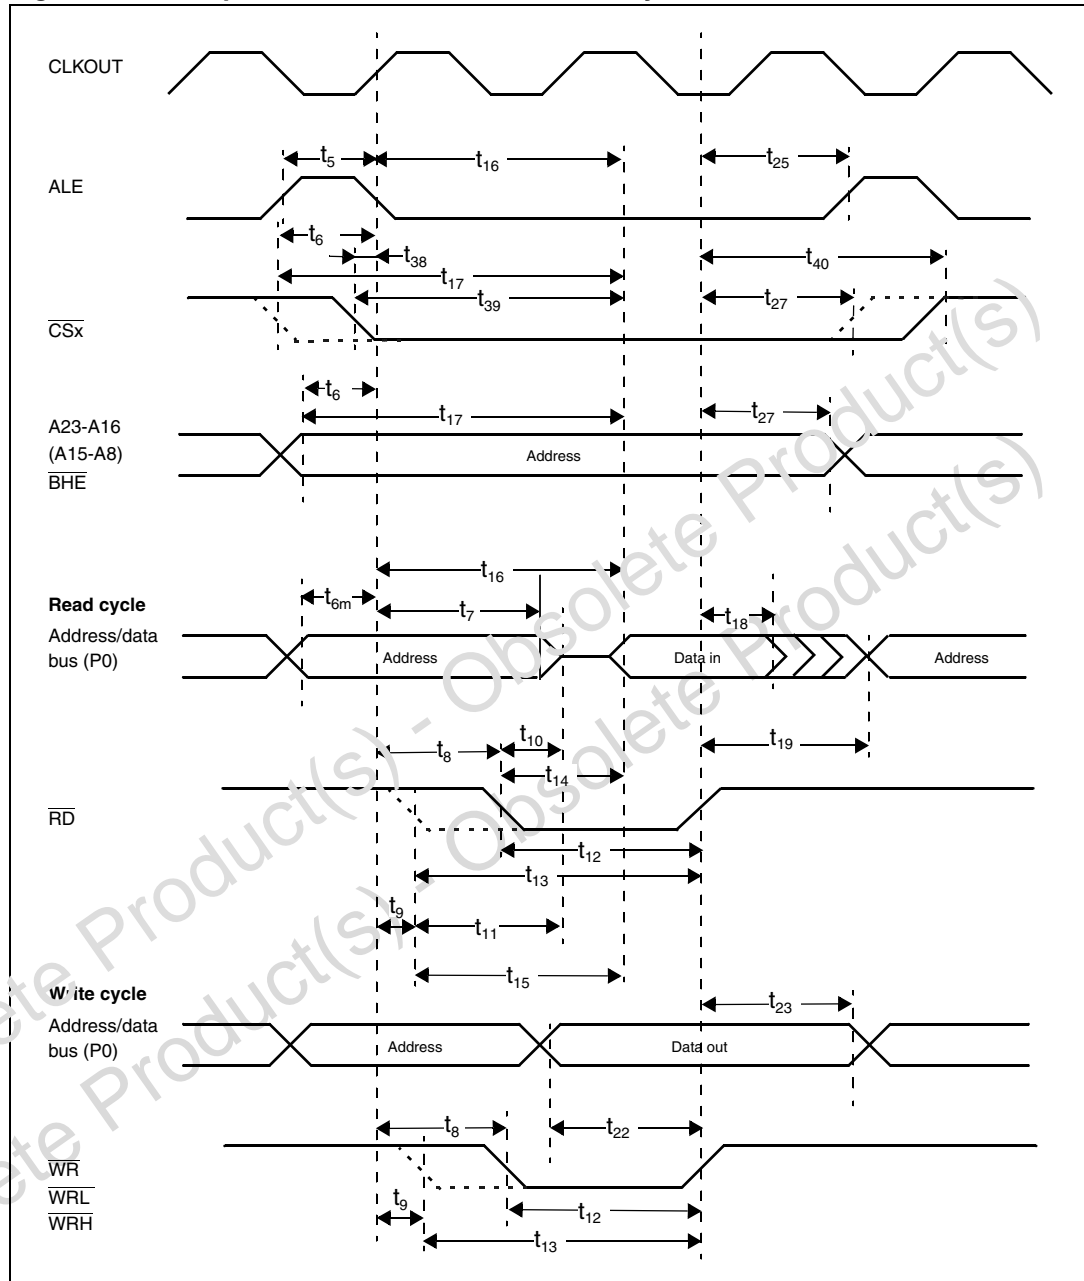 CLKOUT
t5
t16
t25
ALE
t6
t38
t40
t17
t39
t27
CSx
t6
t17
t27
A23-A16
(A15-A8)
BHE
Address
t16
Read cycle
t6m
t7
t18
Address/data
bus (P0)
Address
Data in
Address
t8
t10
t19
t14
RD
t12
t13
t9
t11
t15
Write cycle
t23
Address/data
bus (P0)
Address
Data out
t8
t22
WR
WRL
WRH
t9
t12
t13
Obsolete Product(s) - Obsolete Product(s)
Obsolete Product(s) - Obsolete Product(s)